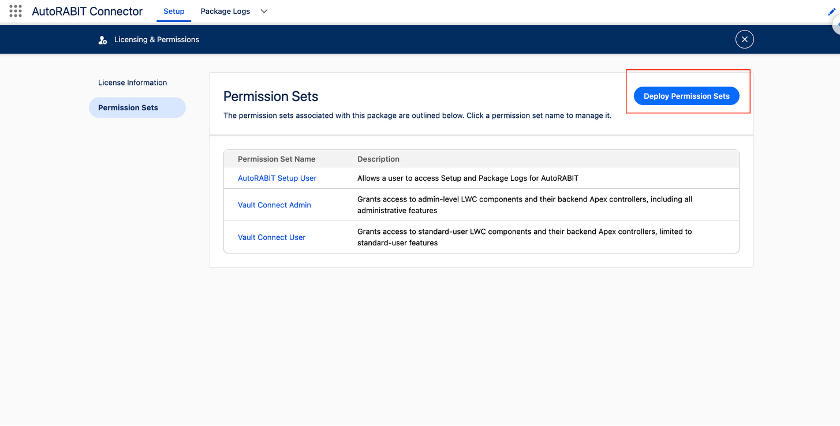 AutoRABIT Connector
Setup
Package Logs
Licensing & Permissions
License Information
Permission Sets
Permission Sets
Deploy Permission Sets
The permission sets associated with this package are outlined below. Click a permission set name to manage it.
Permission Set Name
Description
AutoRABIT Setup User
Allows a user to access Setup and Package Logs for AutoRABIT
Vault Connect Admin
Grants access to admin-level LWC components and their backend Apex controllers, including all
administrative features
Vault Connect User
Grants access to standard-user LWC components and their backend Apex controllers, limited to
standard-user features